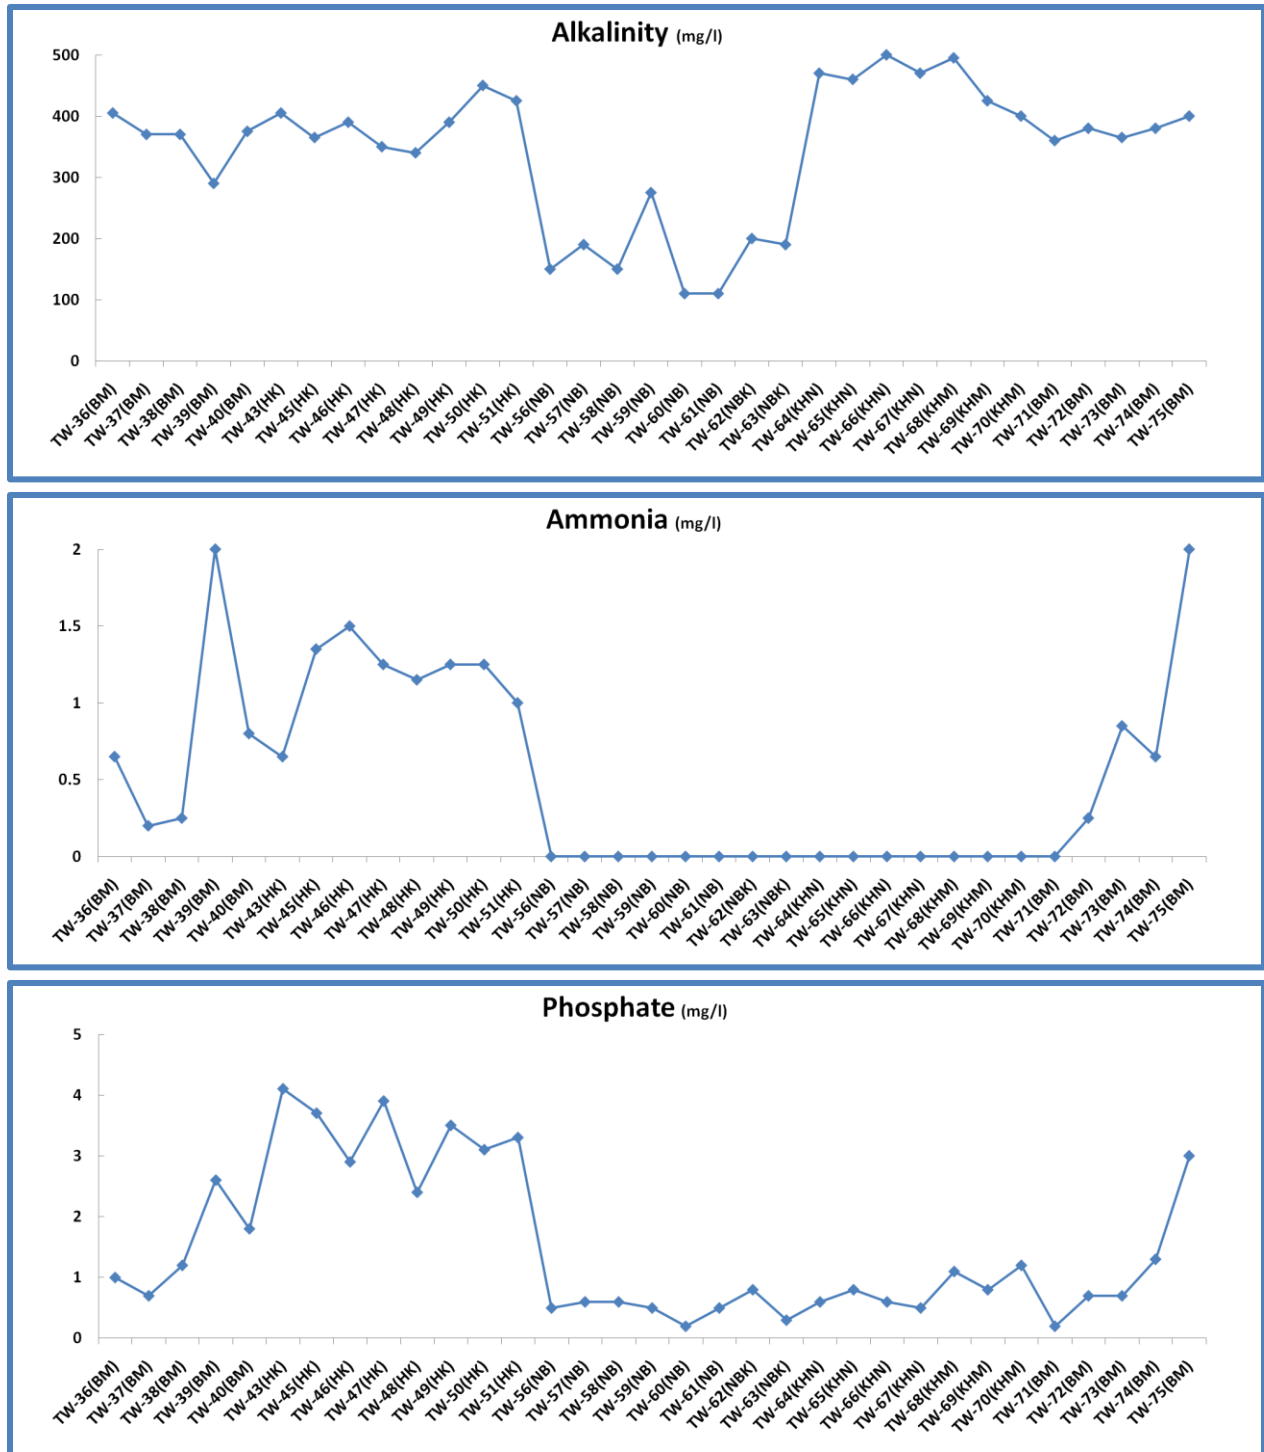 Alkalinity (mg/l)
500
400
300
200
100
0
TW-36(BM) TW-37(BM) TW-38(BM) TW-39(BM) TW-40(BM) TW-43(HK) TW-45(HK) TW-46(HK) TW-47(HK) TW-48(HK) TW-49(HK) TW-50(HK) TW-51(HK) TW-56(NB) TW-57(NB) TW-58(NB) TW-59(NB) TW-60(NB) TW-61(NB) TW-62(NBK) TW-63(NBK) TW-64(KHN) TW-65(KHN) TW-66(KHN) TW-67(KHN) TW-68(KHM) TW-69(KHM) TW-70(KHM) TW-71(BM) TW-72(BM) TW-73(BM) TW-74(BM) TW-75(BM)
Ammonia (mg/l)
2
1.5
1
0.5
0
TW-36(BM) TW-37(BM) TW-38(BM) TW-39(BM) TW-40(BM) TW-43(HK) TW-45(HK) TW-46(HK) TW-47(HK) TW-48(HK) TW-49(HK) TW-50(HK) TW-51(HK) TW-56(NB) TW-57(NB) TW-58(NB) TW-59(NB) TW-60(NB) TW-61(NB) TW-62(NBK) TW-63(NBK) TW-64(KHN) TW-65(KHN) TW-66(KHN) TW-67(KHN) TW-68(KHM) TW-69(KHM) TW-70(KHM) TW-71(BM) TW-72(BM) TW-73(BM) TW-74(BM) TW-75(BM)
Phosphate (mg/l)
5
4
3
2
1
0
TW-36(BM) TW-37(BM) TW-38(BM) TW-39(BM) TW-40(BM) TW-43(HK) TW-45(HK) TW-46(HK) TW-47(HK) TW-48(HK) TW-49(HK) TW-50(HK) TW-51(HK) TW-56(NB) TW-57(NB) TW-58(NB) TW-59(NB) TW-60(NB) TW-61(NB) TW-62(NBK) TW-63(NBK) TW-64(KHN) TW-65(KHN) TW-66(KHN) TW-67(KHN) TW-68(KHM) TW-69(KHM) TW-70(KHM) TW-71(BM) TW-72(BM) TW-73(BM) TW-74(BM) TW-75(BM)